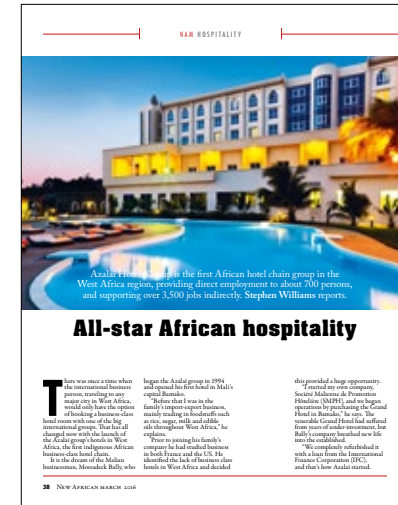 NAM HOSPITALITY
Azalaï Hotels Group is the first African hotel chain group in the
West Africa region, providing direct employment to about 700 persons,
and supporting over 3,500 jobs indirectly. Stephen Williams reports.
All-star African hospitality
There was once a time when
the international business
person, traveling to any
major city in West Africa,
would only have the option
of booking a business-class
hotel room with one of the big
international groups. That has all
changed now with the launch of
the Azalaï group's hotels in West
Africa, the first indigenous African
business-class hotel chain.
It is the dream of the Malian
businessman, Mossadeck Bally, who
began the Azalaï group in 1994
and opened his first hotel in Mali's
capital Bamako.
"Before that I was in the
family's import-export business,
mainly trading in foodstuffs such
as rice, sugar, milk and edible
oils throughout West Africa," he
explains.
Prior to joining his family's
company he had studied business
in both France and the US. He
identified the lack of business class
hotels in West Africa and decided
this provided a huge opportunity.
"I started my own company,
Société Malienne de Promotion
Hôtelière (SMPH), and we began
operations by purchasing the Grand
Hotel in Bamako," he says. The
venerable Grand Hotel had suffered
from years of under-investment, but
Bally's company breathed new life
into the established.
"We completely refurbished it
with a loan from the International
Finance Corporation (IFC),
and that's how Azalaï started.
38 NEW AFRICAN MARCH 2016